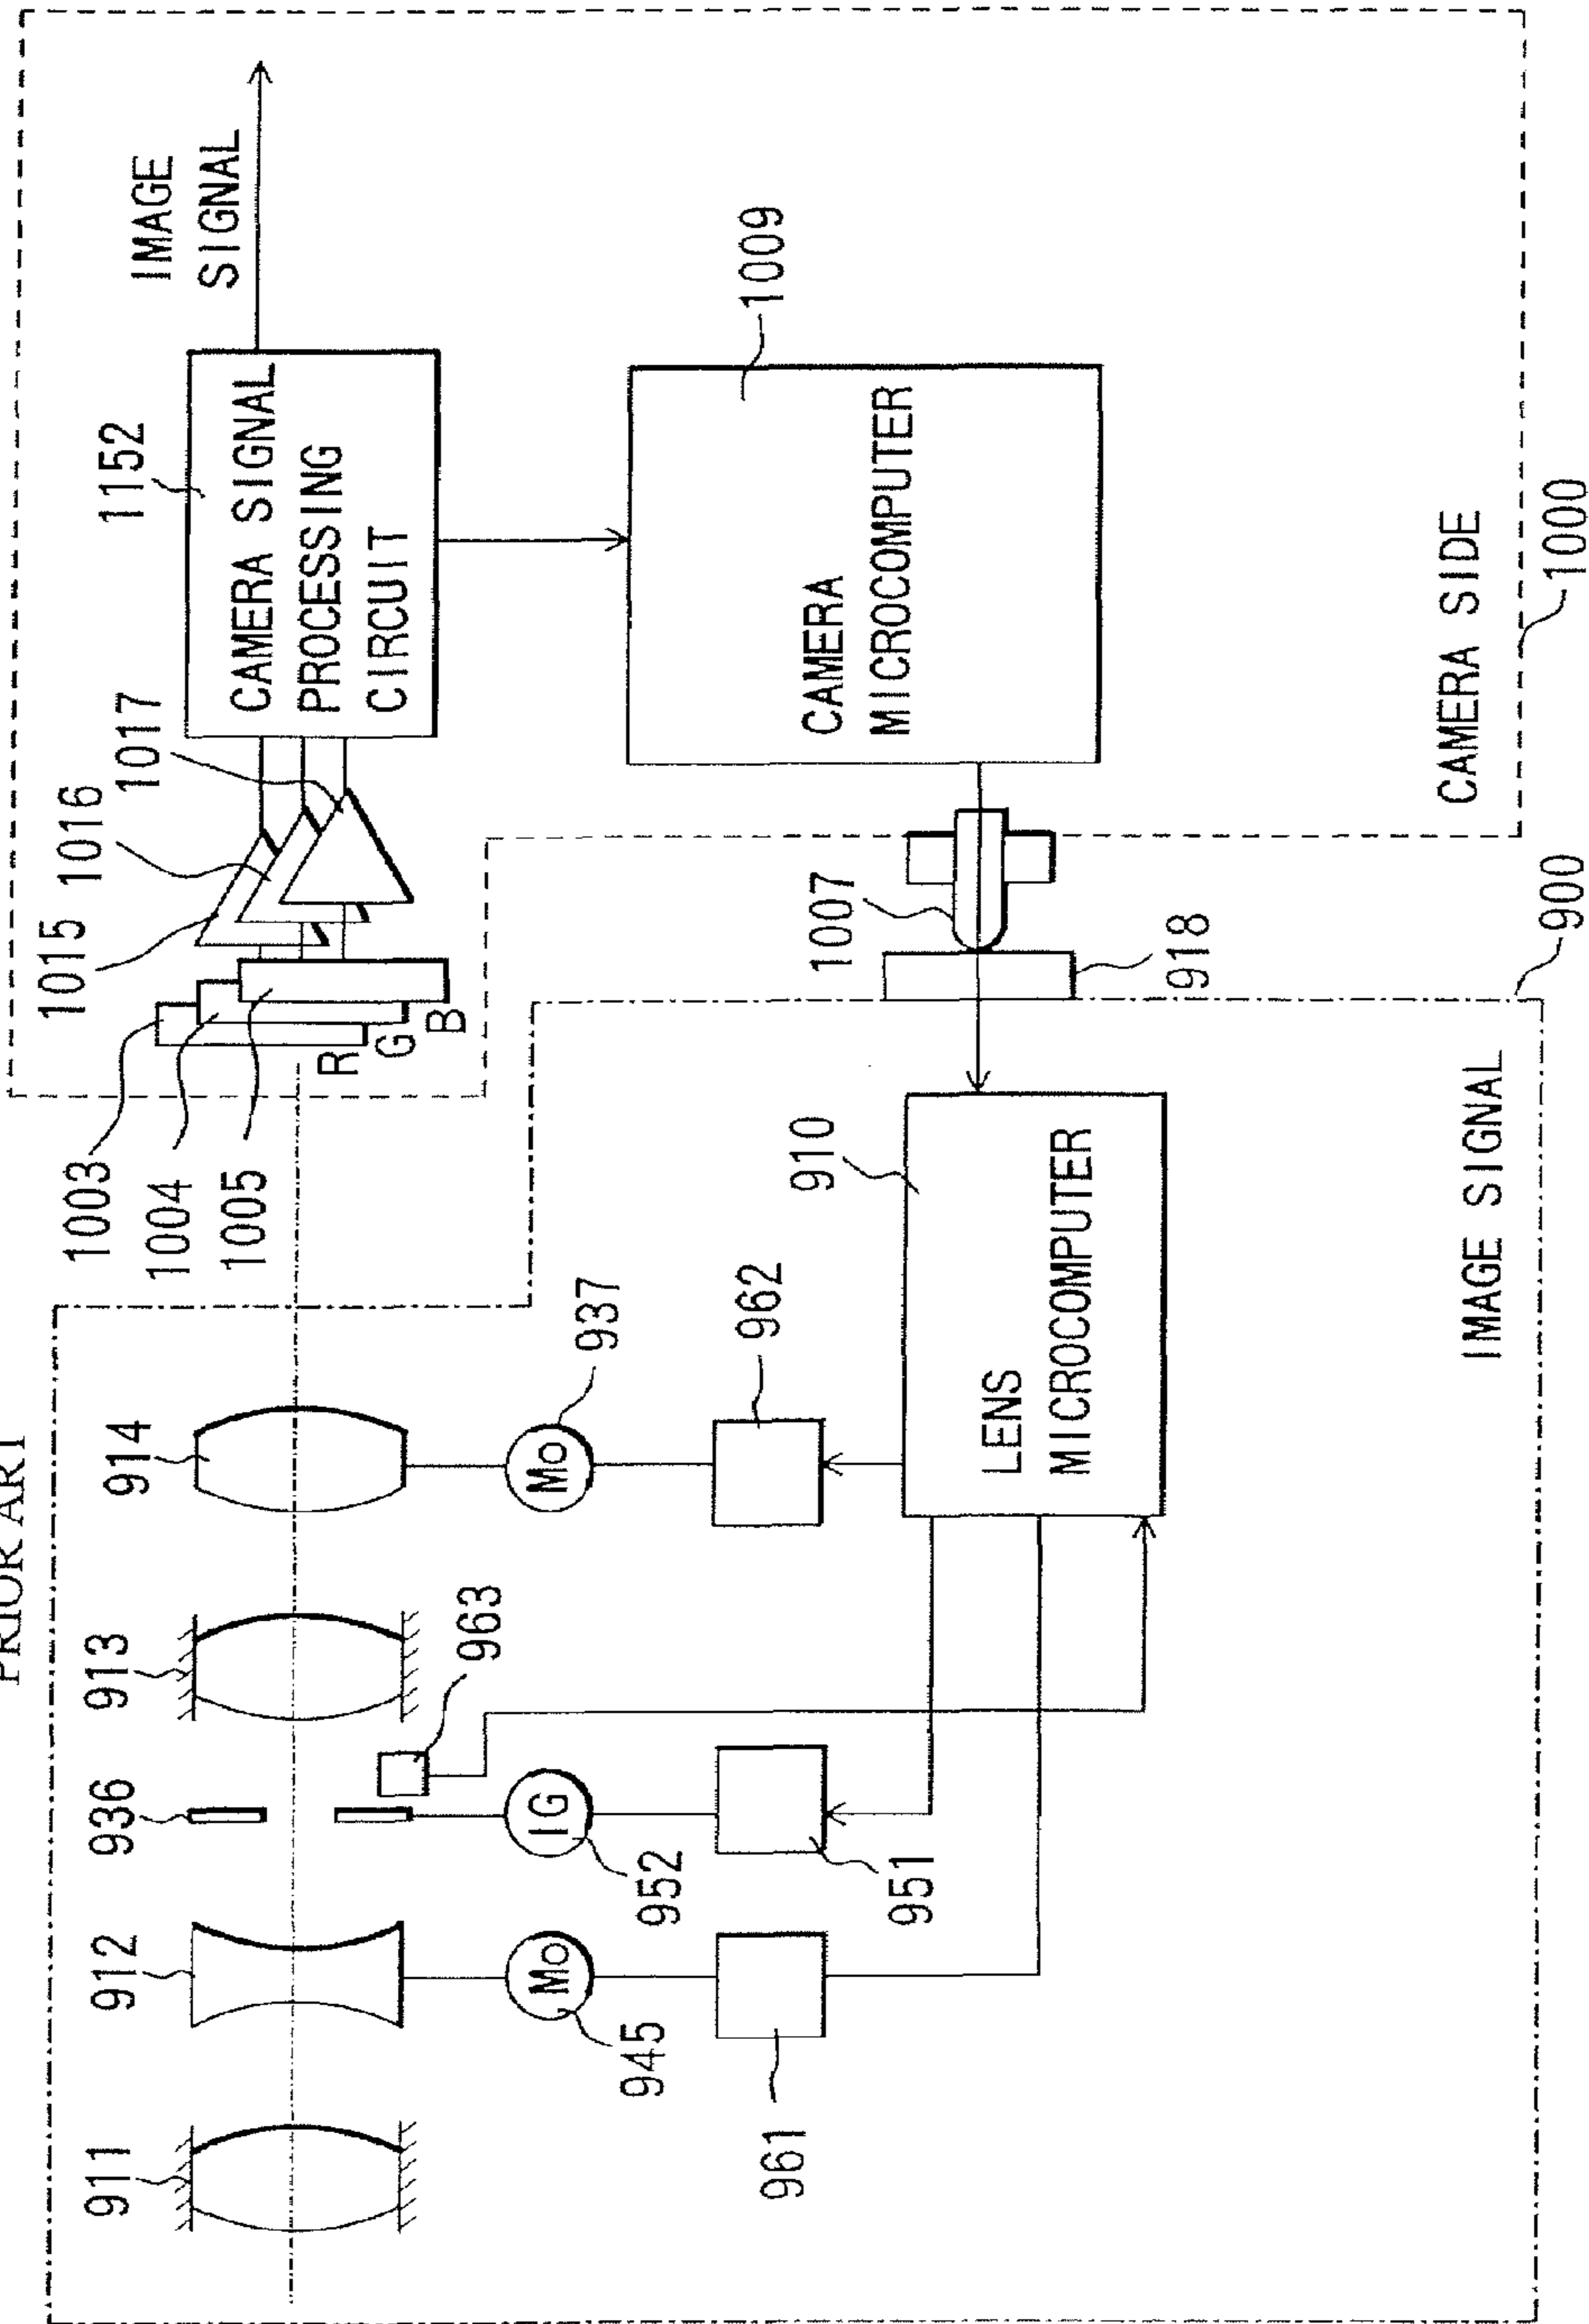 PRIOR ART
911
912
936
913
914
963
945
952
937
961
951
962
LENS
MICROCOMPUTER
910
IMAGE SIGNAL
900
918
1007
1003
1004
1005
R
G
B
1015
1016
1017
1152
CAMERA SIGNAL
PROCESSING
CIRCUIT
IMAGE
SIGNAL
CAMERA
MICROCOMPUTER
1009
CAMERA SIDE
1000
Mo
IG
Mo